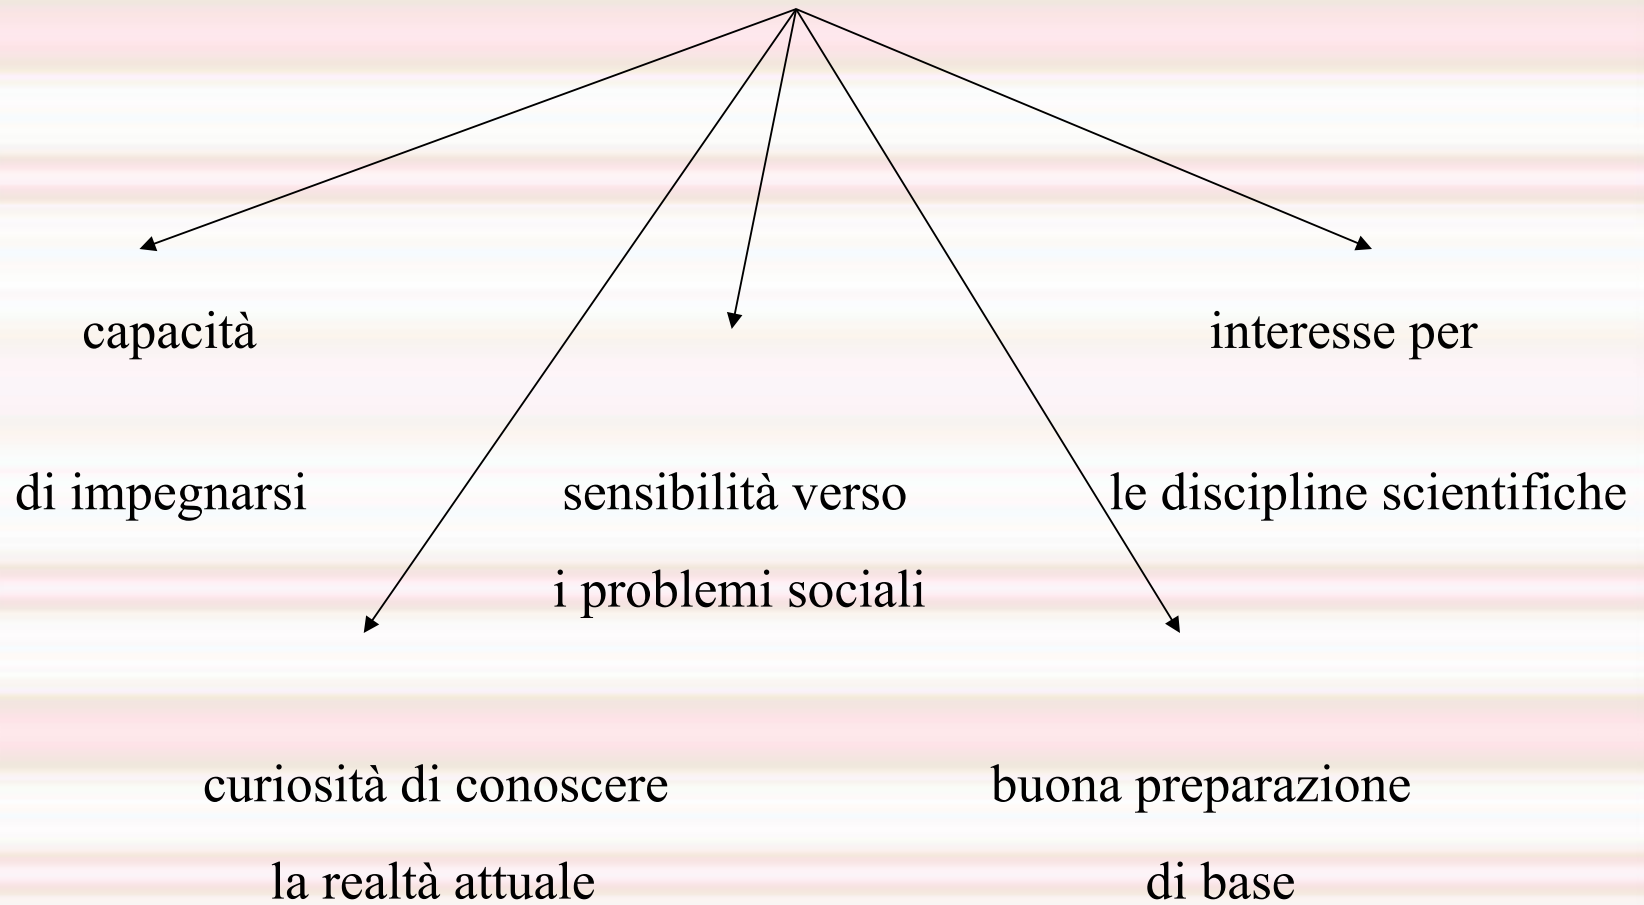 capacità
di impegnarsi
interesse per
le discipline scientifiche
sensibilità verso
i problemi sociali
curiosità di conoscere
la realtà attuale
buona preparazione
di base